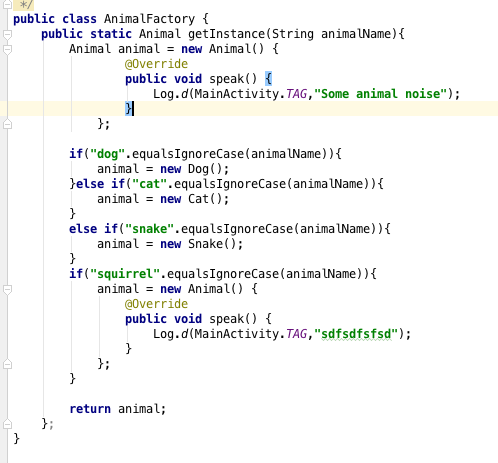 */
public class AnimalFactory {
    public static Animal getInstance(String animalName){
        Animal animal = new Animal() {
                @Override
                public void speak() {
                    Log.d(MainActivity.TAG,"Some animal noise");
                }
            };

        if("dog".equalsIgnoreCase(animalName)){
            animal = new Dog();
        }else if("cat".equalsIgnoreCase(animalName)){
            animal = new Cat();
        }
        else if("snake".equalsIgnoreCase(animalName)){
            animal = new Snake();
        }
        if("squirrel".equalsIgnoreCase(animalName)){
            animal = new Animal() {
                @Override
                public void speak() {
                    Log.d(MainActivity.TAG,"sdfsdfsfsd");
                }
            };
        }

        return animal;
    };
}